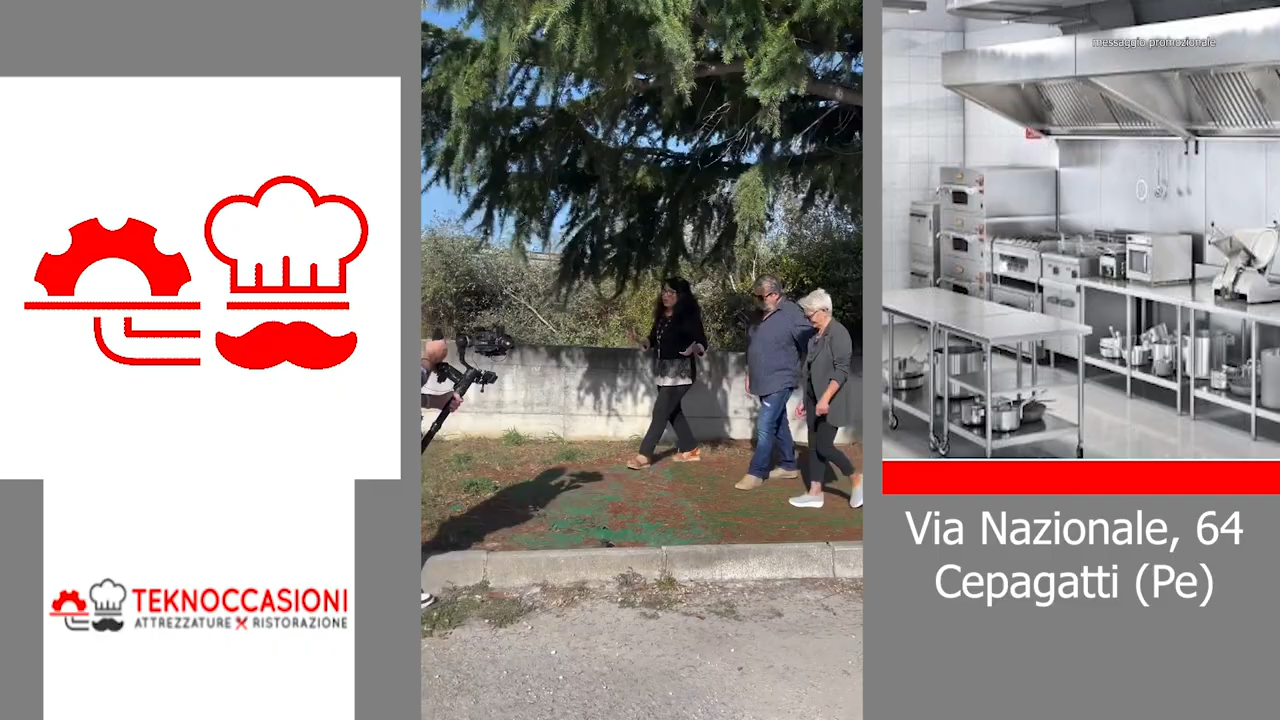 messaggio promozionale
TEKNOCCASIONI
ATTREZZATURE RISTORAZIONE
Via Nazionale, 64
Cepagatti (Pe)